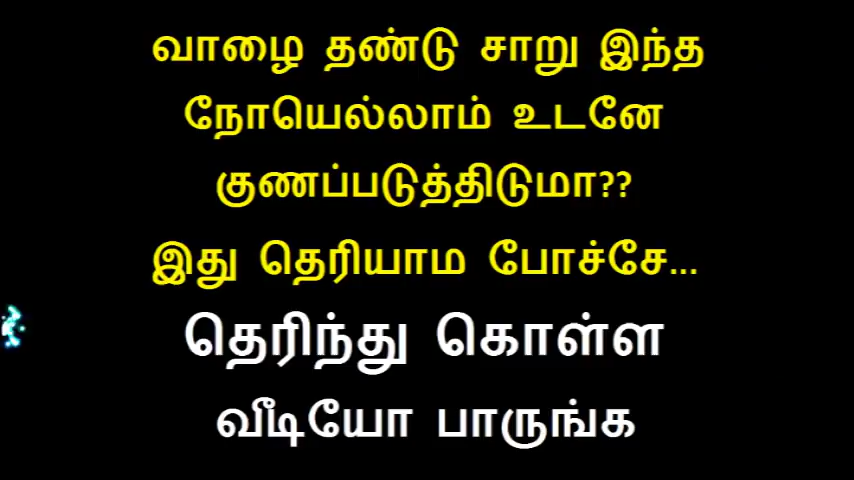 வாழை தண்டு சாறு இந்த
நோயெல்லாம் உடனே
குணப்படுத்திடுமா??
இது தெரியாம போச்சே...
தெரிந்து கொள்ள
வீடியோ பாருங்க